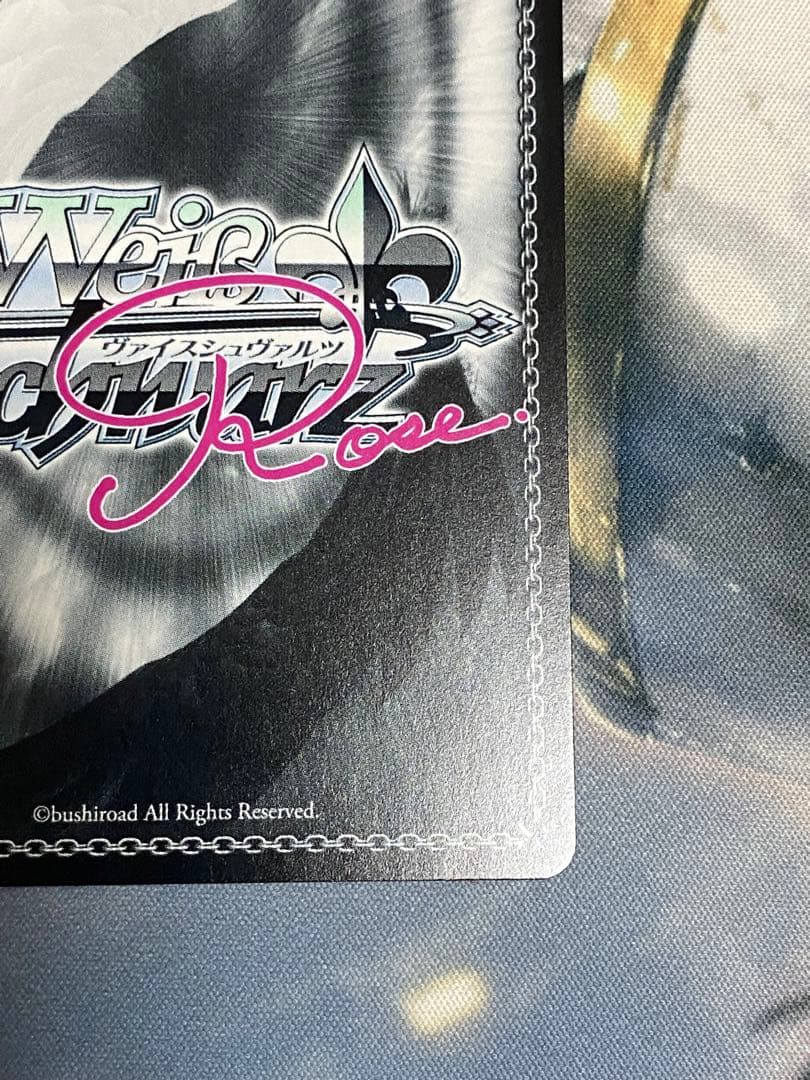 Weiß
ヴァイスシュヴァルツ
Schwarz
Rose.
©bushiroad All Rights Reserved.